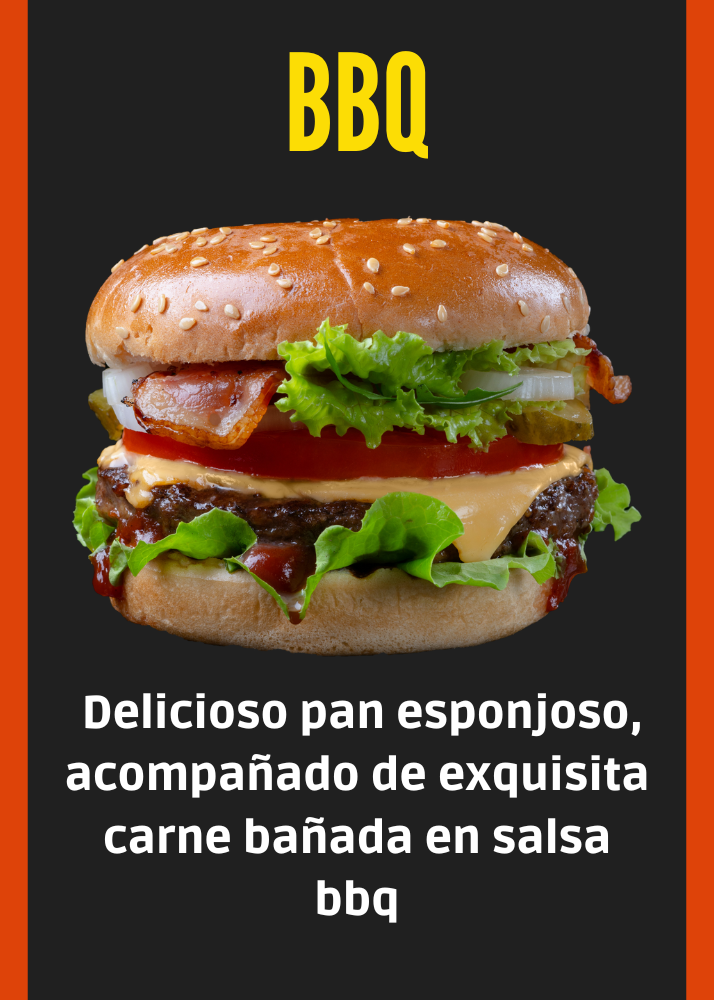 BBQ
Delicioso pan esponjoso,
acompañado de exquisita
carne bañada en salsa
bbq